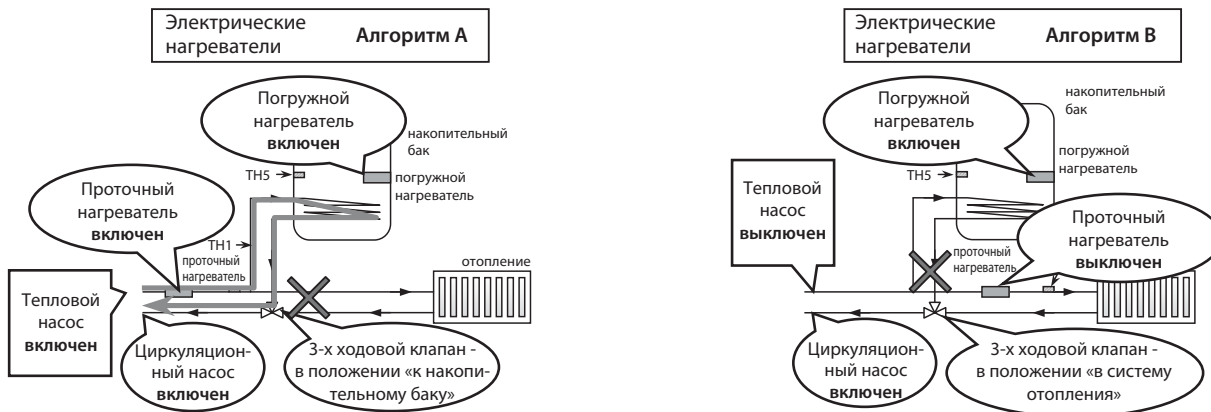 Электрические
нагреватели
Алгоритм А
Погружной
нагреватель
включен
накопительный
бак
TH5
погружной
нагреватель
Проточный
нагреватель
включен
TH1
проточный
нагреватель
отопление
Тепловой
насос
включен
Циркуляцион-
ный насос
включен
3-х ходовой клапан -
в положении «к накопи-
тельному баку»
Электрические
нагреватели
Алгоритм В
Погружной
нагреватель
включен
накопительный
бак
погружной
нагреватель
TH5
Тепловой
насос
выключен
Проточный
нагреватель
выключен
проточный
нагреватель
Циркуляцион-
ный насос
включен
3-х ходовой клапан -
в положении «в систему
отопления»